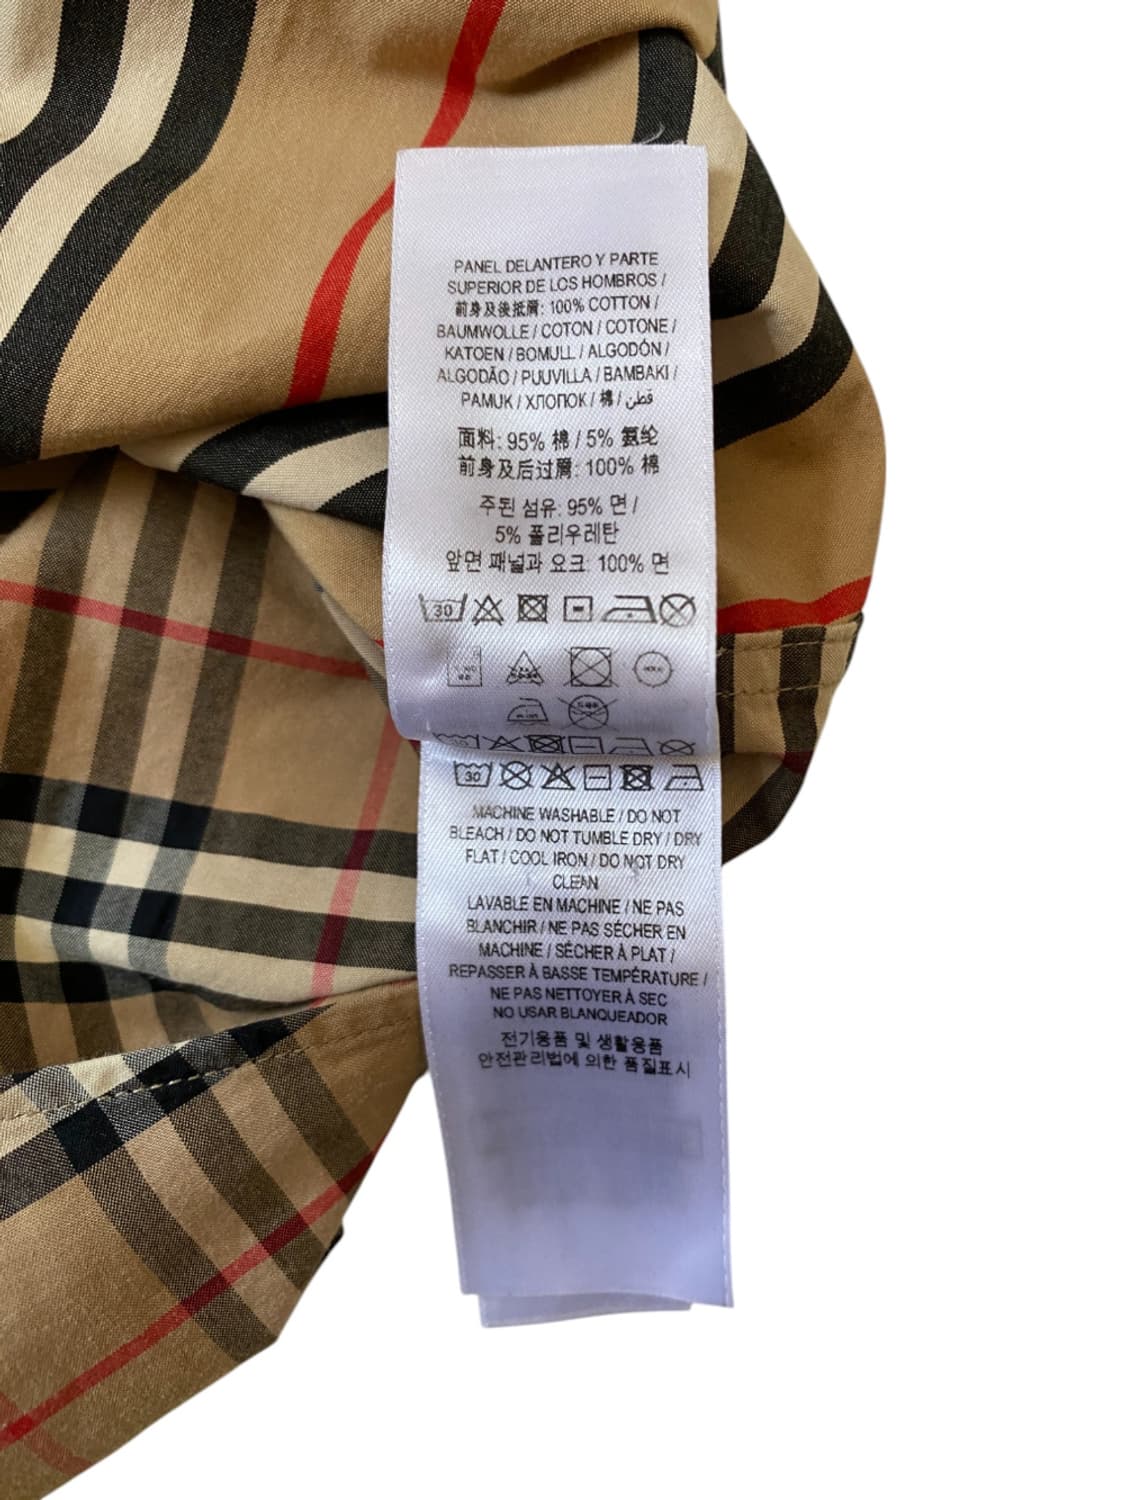 PANEL DELANTERO Y PARTE
SUPERIOR DE LOS HOMBROS /
前身及後抵膊: 100% COTTON /
BAUMWOLLE / COTON / COTONE /
KATOEN / BOMULL / ALGODÓN /
ALGODÃO / PUUVILLA / BAMBAKI /
PAMUK / ХЛОПОК / 棉 / قطن
面料: 95% 棉 / 5% 氨纶
前身及后过肩: 100% 棉
주된 섬유: 95% 면 /
5% 폴리우레탄
앞면 패널과 요크: 100% 면
30
30
MACHINE WASHABLE / DO NOT
BLEACH / DO NOT TUMBLE DRY / DRY
FLAT / COOL IRON / DO NOT DRY
CLEAN
LAVABLE EN MACHINE / NE PAS
BLANCHIR / NE PAS SÉCHER EN
MACHINE / SÉCHER À PLAT /
REPASSER À BASSE TEMPÉRATURE /
NE PAS NETTOYER À SEC
NO USAR BLANQUEADOR
전기용품 및 생활용품
안전관리법에 의한 품질표시